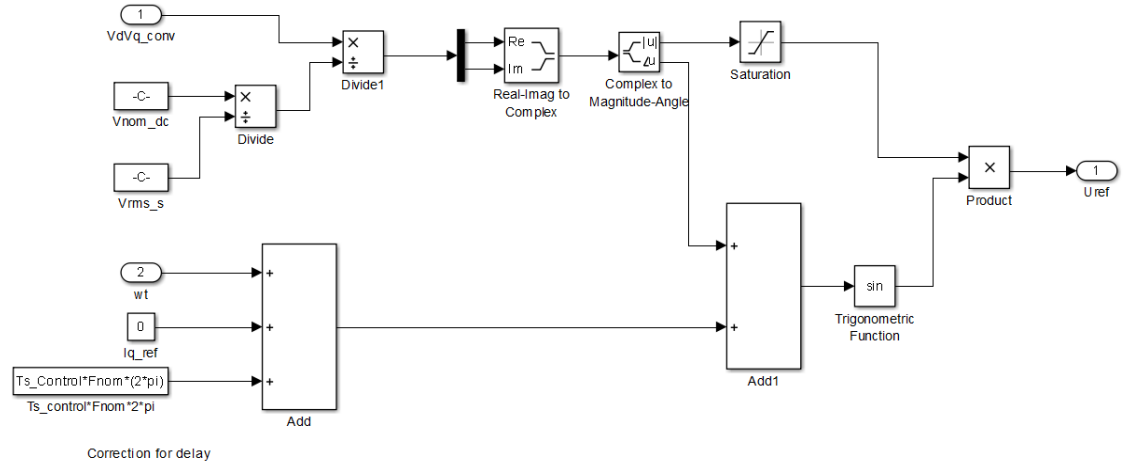 1
VdVq_conv
×
÷
Divide1
-C-
Vnom_dc
×
÷
Divide
-C-
Vrms_s
Re
Im
Real-Imag to
Complex
|u|
∠u
Complex to
Magnitude-Angle
Saturation
×
Product
1
Uref
2
wt
0
Iq_ref
Ts_Control*Fnom*(2*pi)
Ts_control*Fnom*2*pi
+
+
+
Add
+
+
Add1
sin
Trigonometric
Function
Correction for delay